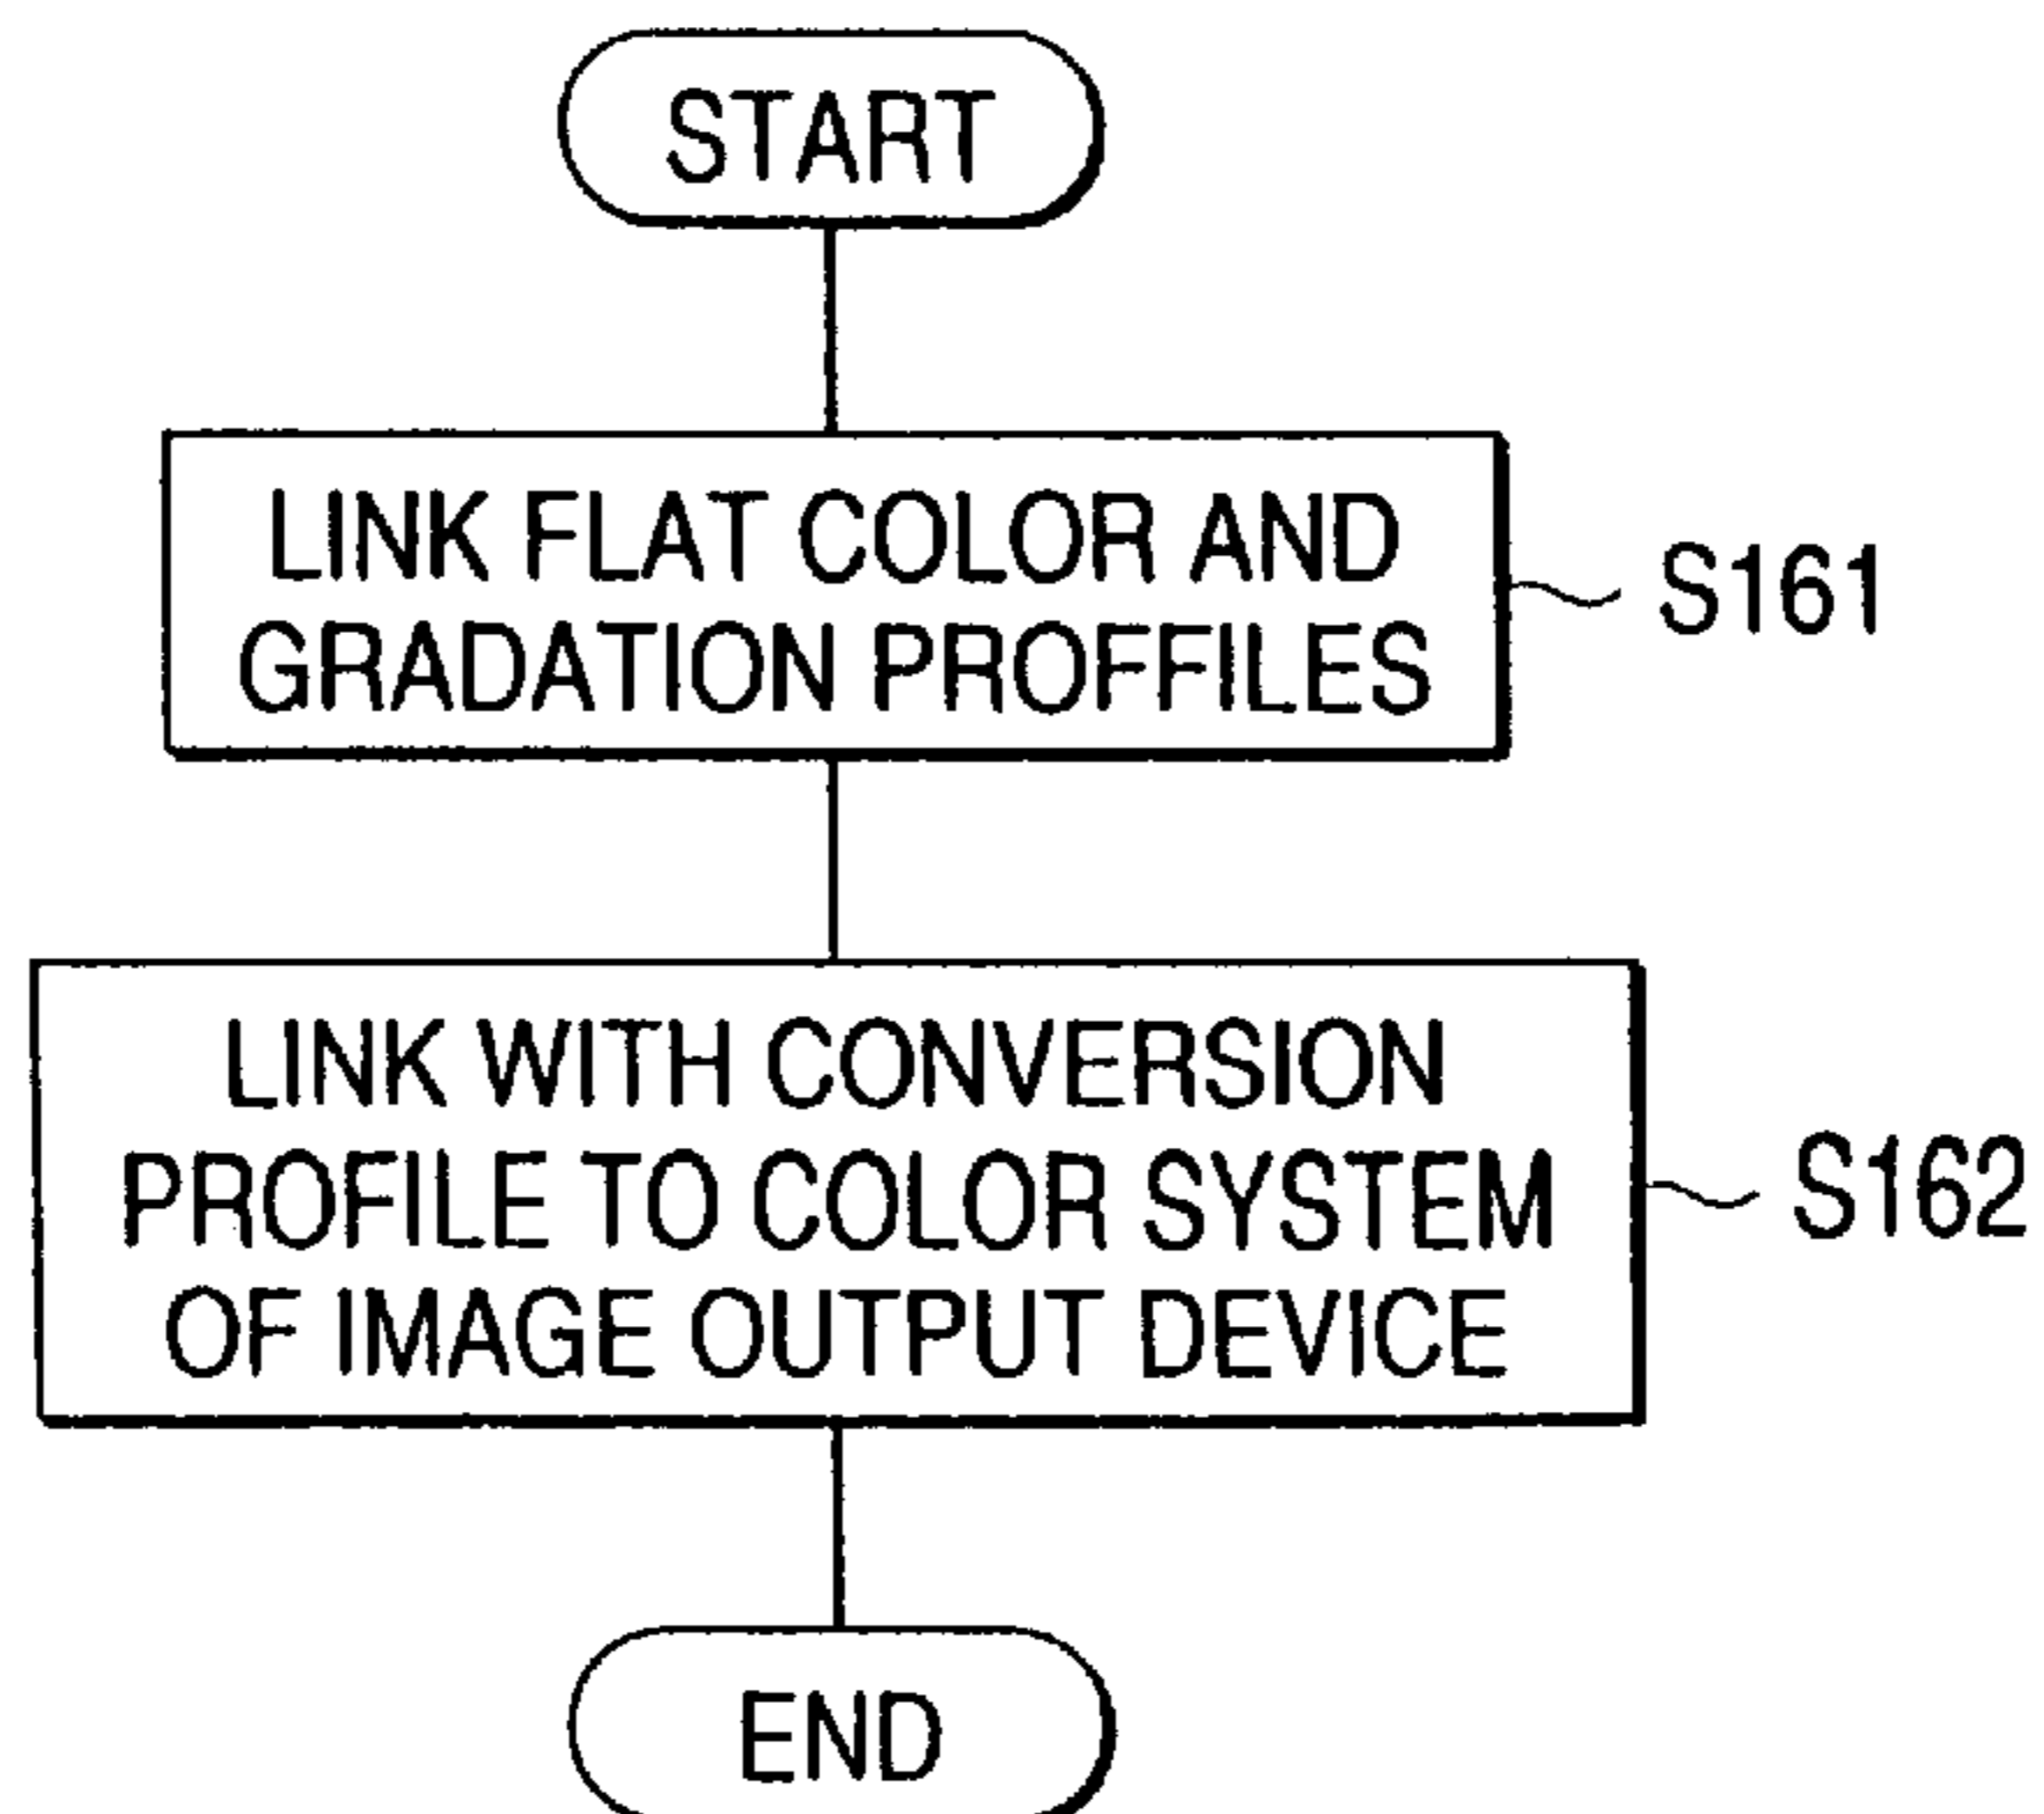 START
LINK FLAT COLOR AND
GRADATION PROFFILES
S161
LINK WITH CONVERSION
PROFILE TO COLOR SYSTEM
OF IMAGE OUTPUT DEVICE
S162
END